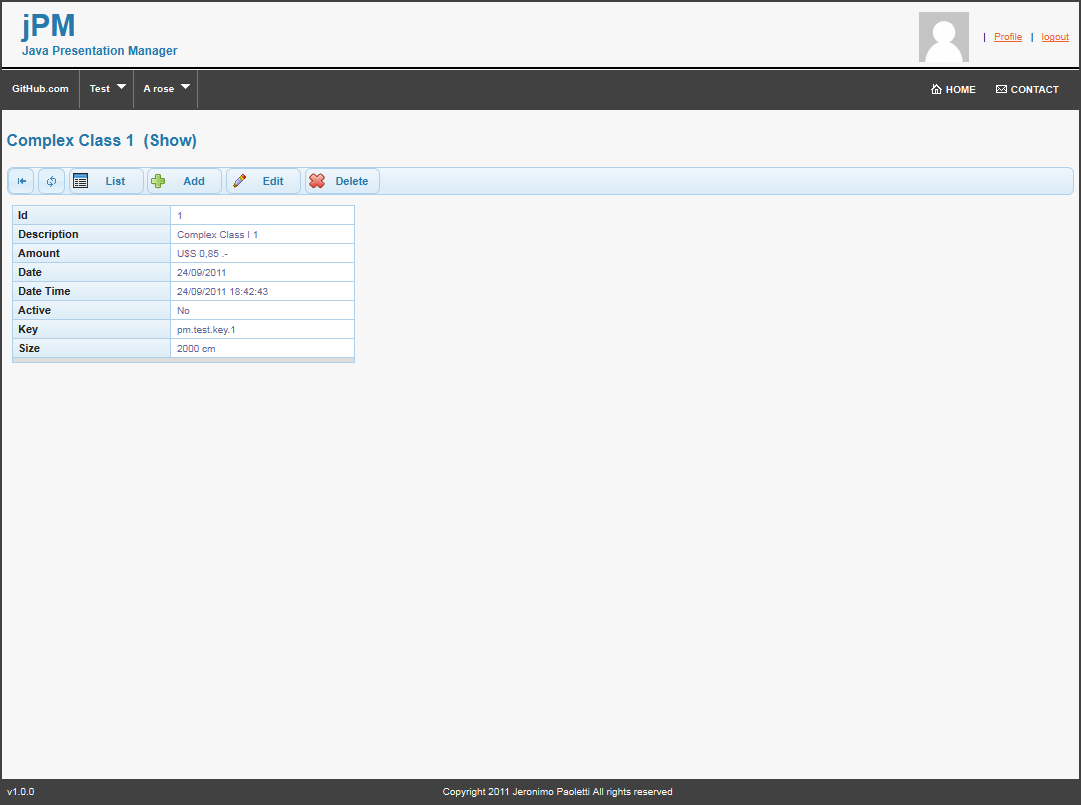 jPM
Java Presentation Manager
| Profile | logout
GitHub.com Test A rose HOME CONTACT
Complex Class 1 (Show)
List Add Edit Delete
Id 1
Description Complex Class I 1
Amount U$S 0,85 .-
Date 24/09/2011
Date Time 24/09/2011 18:42:43
Active No
Key pm.test.key.1
Size 2000 cm
v1.0.0 Copyright 2011 Jeronimo Paoletti All rights reserved